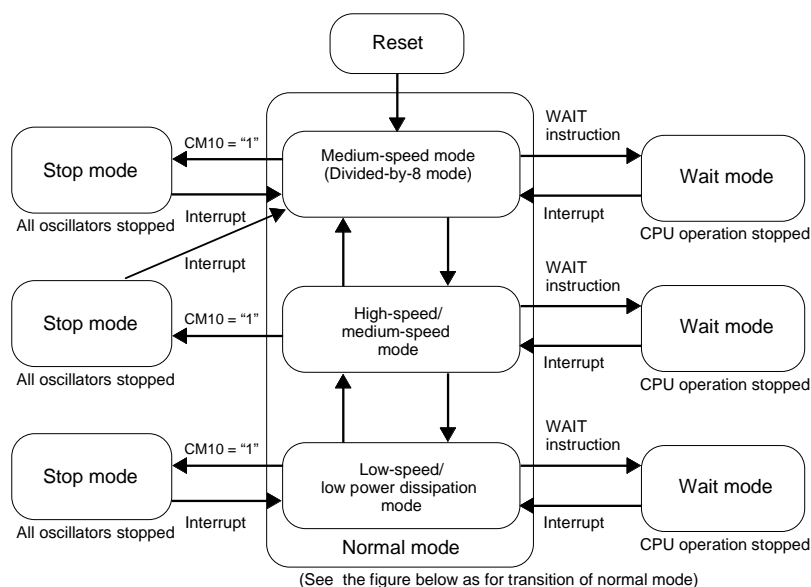 Reset
CM10 = “1”
WAIT
instruction
Medium-speed mode
(Divided-by-8 mode)
Stop mode
Wait mode
Interrupt
Interrupt
All oscillators stopped
CPU operation stopped
Interrupt
WAIT
instruction
High-speed/
medium-speed
mode
Stop mode
CM10 = “1”
Wait mode
Interrupt
All oscillators stopped
CPU operation stopped
CM10 = “1”
WAIT
instruction
Low-speed/
low power dissipation
mode
Stop mode
Wait mode
Interrupt
Interrupt
All oscillators stopped
Normal mode
CPU operation stopped
(See the figure below as for transition of normal mode)